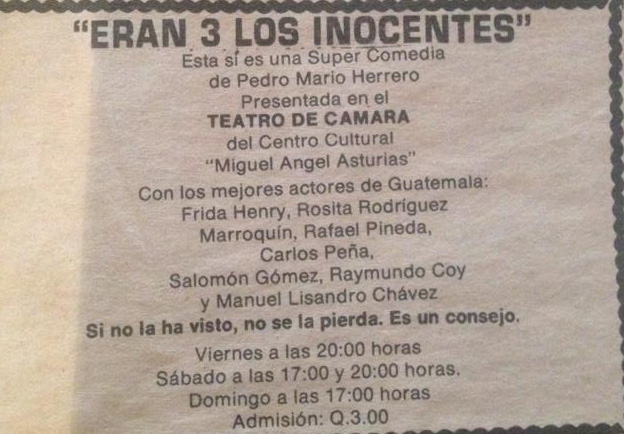 “ERAN 3 LOS INOCENTES”
Esta sí es una Super Comedia
de Pedro Mario Herrero
Presentada en el
TEATRO DE CAMARA
del Centro Cultural
“Miguel Angel Asturias”
Con los mejores actores de Guatemala:
Frida Henry, Rosita Rodríguez
Marroquín, Rafael Pineda,
Carlos Peña,
Salomón Gómez, Raymundo Coy
y Manuel Lisandro Chávez
Si no la ha visto, no se la pierda. Es un consejo.
Viernes a las 20:00 horas
Sábado a las 17:00 y 20:00 horas.
Domingo a las 17:00 horas
Admisión: Q.3.00